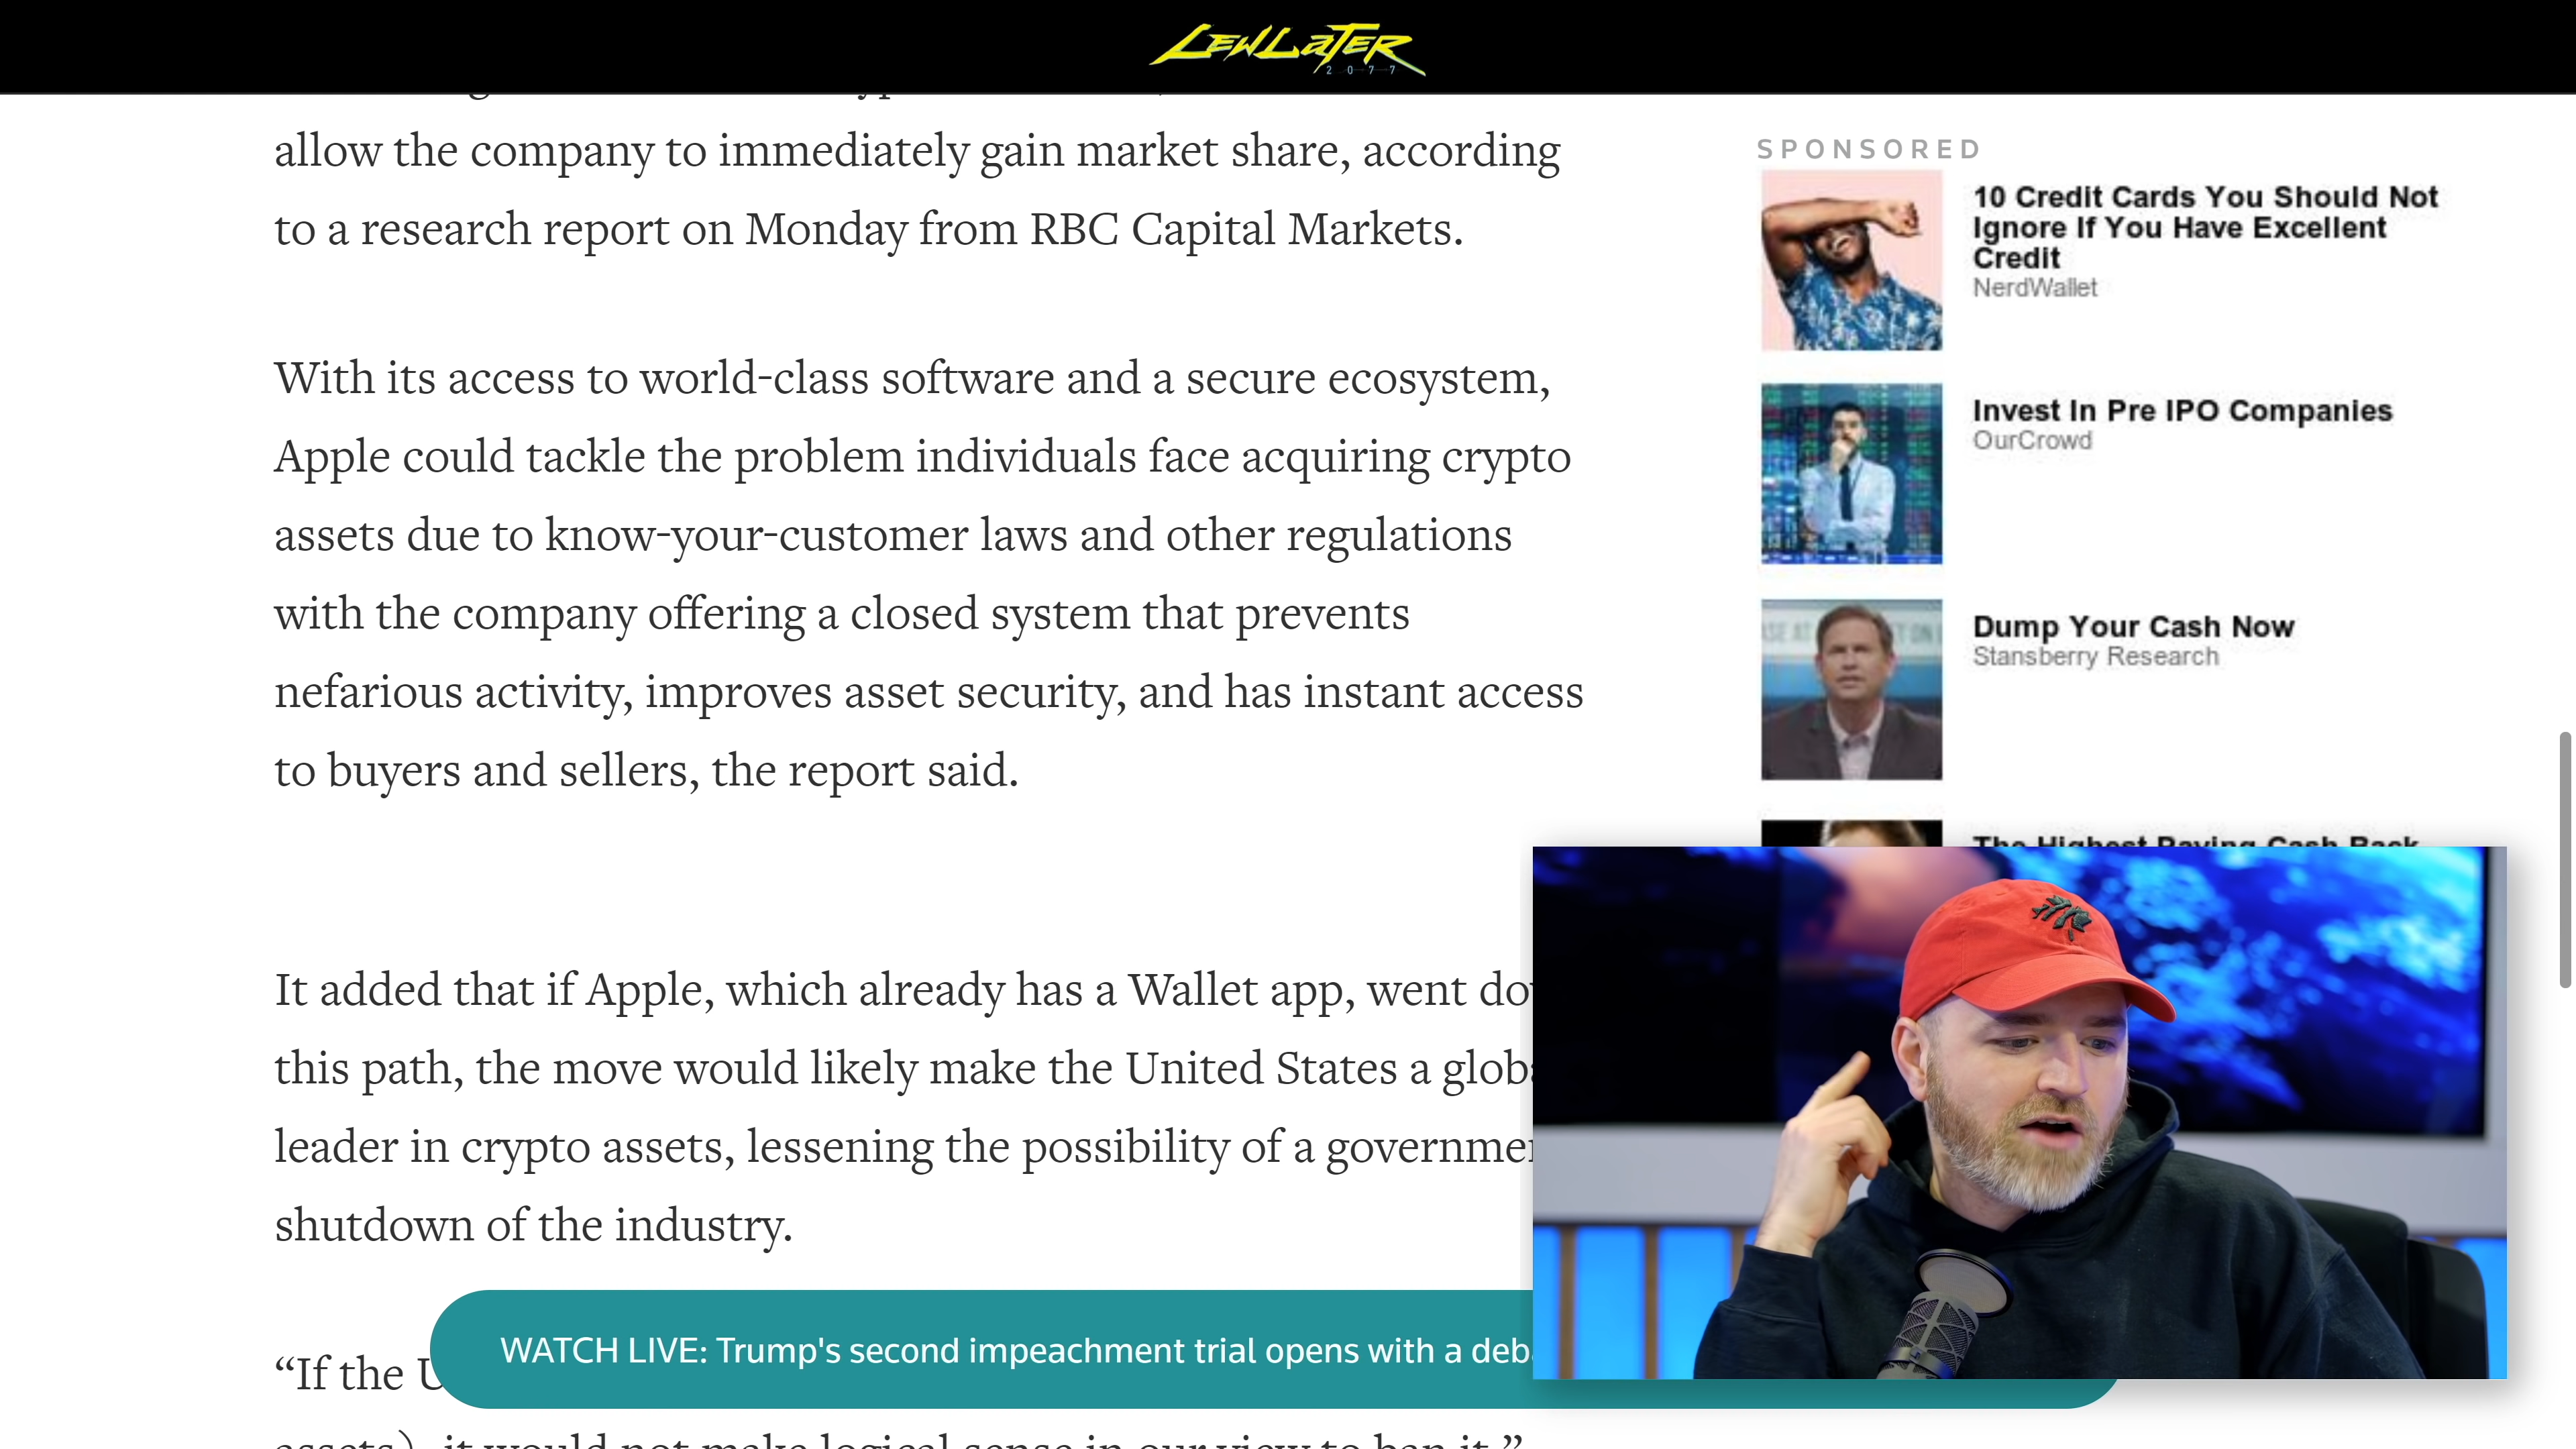 LEWLATER
2077
allow the company to immediately gain market share, according
to a research report on Monday from RBC Capital Markets.
With its access to world-class software and a secure ecosystem,
Apple could tackle the problem individuals face acquiring crypto
assets due to know-your-customer laws and other regulations
with the company offering a closed system that prevents
nefarious activity, improves asset security, and has instant access
to buyers and sellers, the report said.
It added that if Apple, which already has a Wallet app, went
this path, the move would likely make the United States a
leader in crypto assets, lessening the possibility of a
shutdown of the industry.
“If the
assets), it would not make logical sense in our view to ban it.”
WATCH LIVE: Trump's second impeachment trial opens with a
SPONSORED
10 Credit Cards You Should Not
Ignore If You Have Excellent
Credit
NerdWallet
Invest In Pre IPO Companies
OurCrowd
Dump Your Cash Now
Stansberry Research
The Highest Paying Cash Back